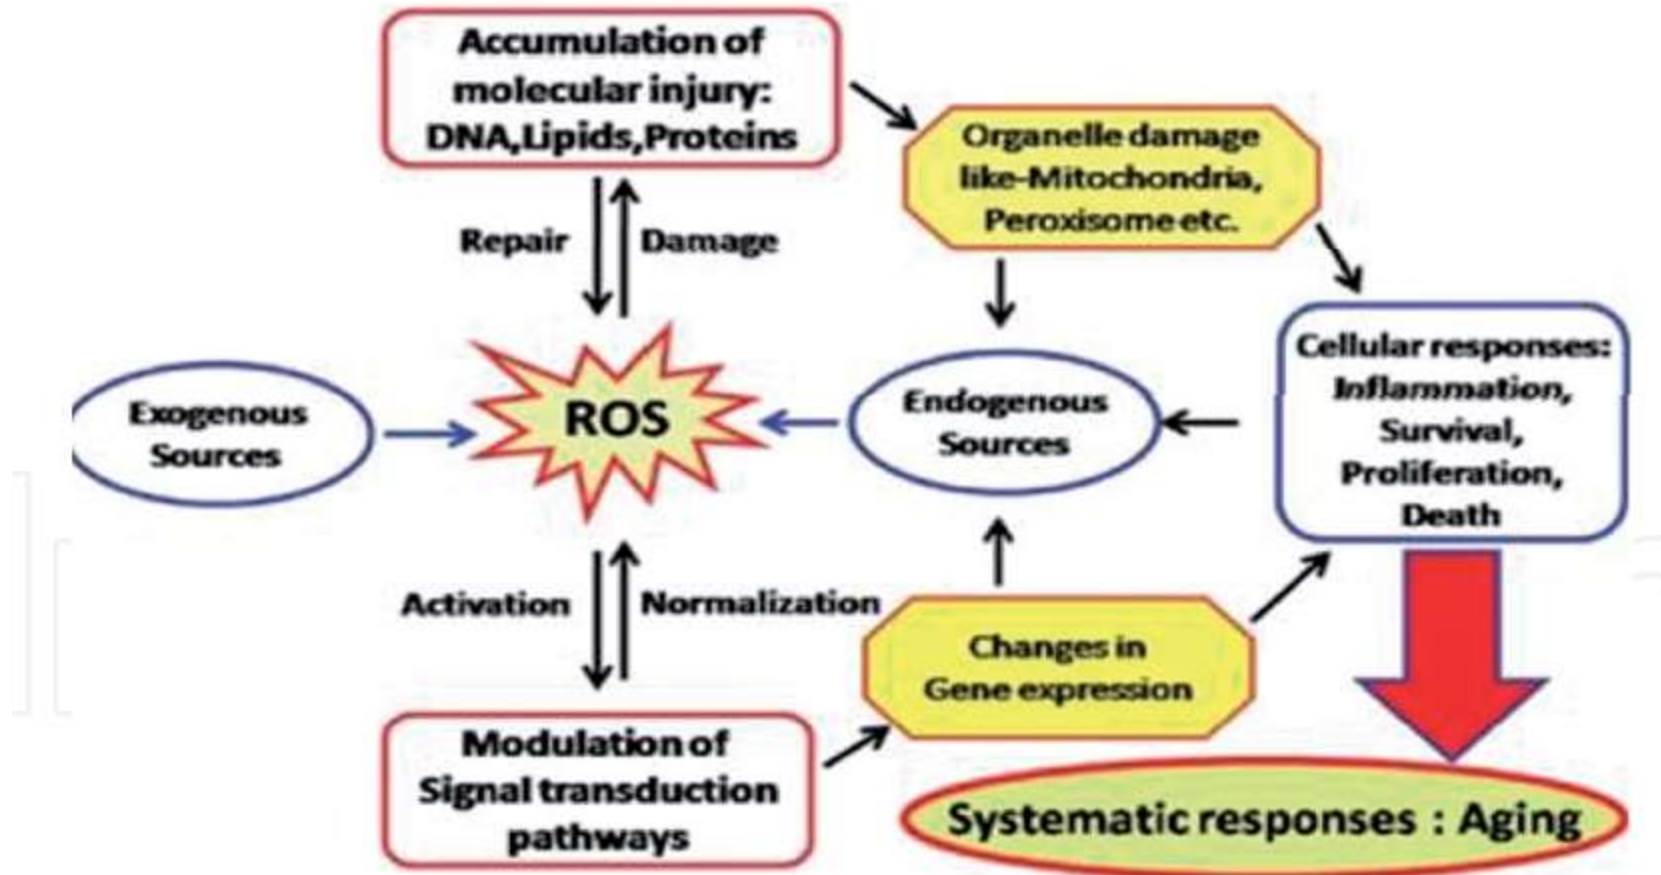 Accumulation of
molecular injury:
DNA,Lipids,Proteins
Organelle damage
like-Mitochondria,
Peroxisome etc.
Repair
Damage
Exogenous
Sources
ROS
Endogenous
Sources
Cellular responses:
Inflammation,
Survival,
Proliferation,
Death
Activation
Normalization
Changes in
Gene expression
Modulation of
Signal transduction
pathways
Systematic responses : Aging